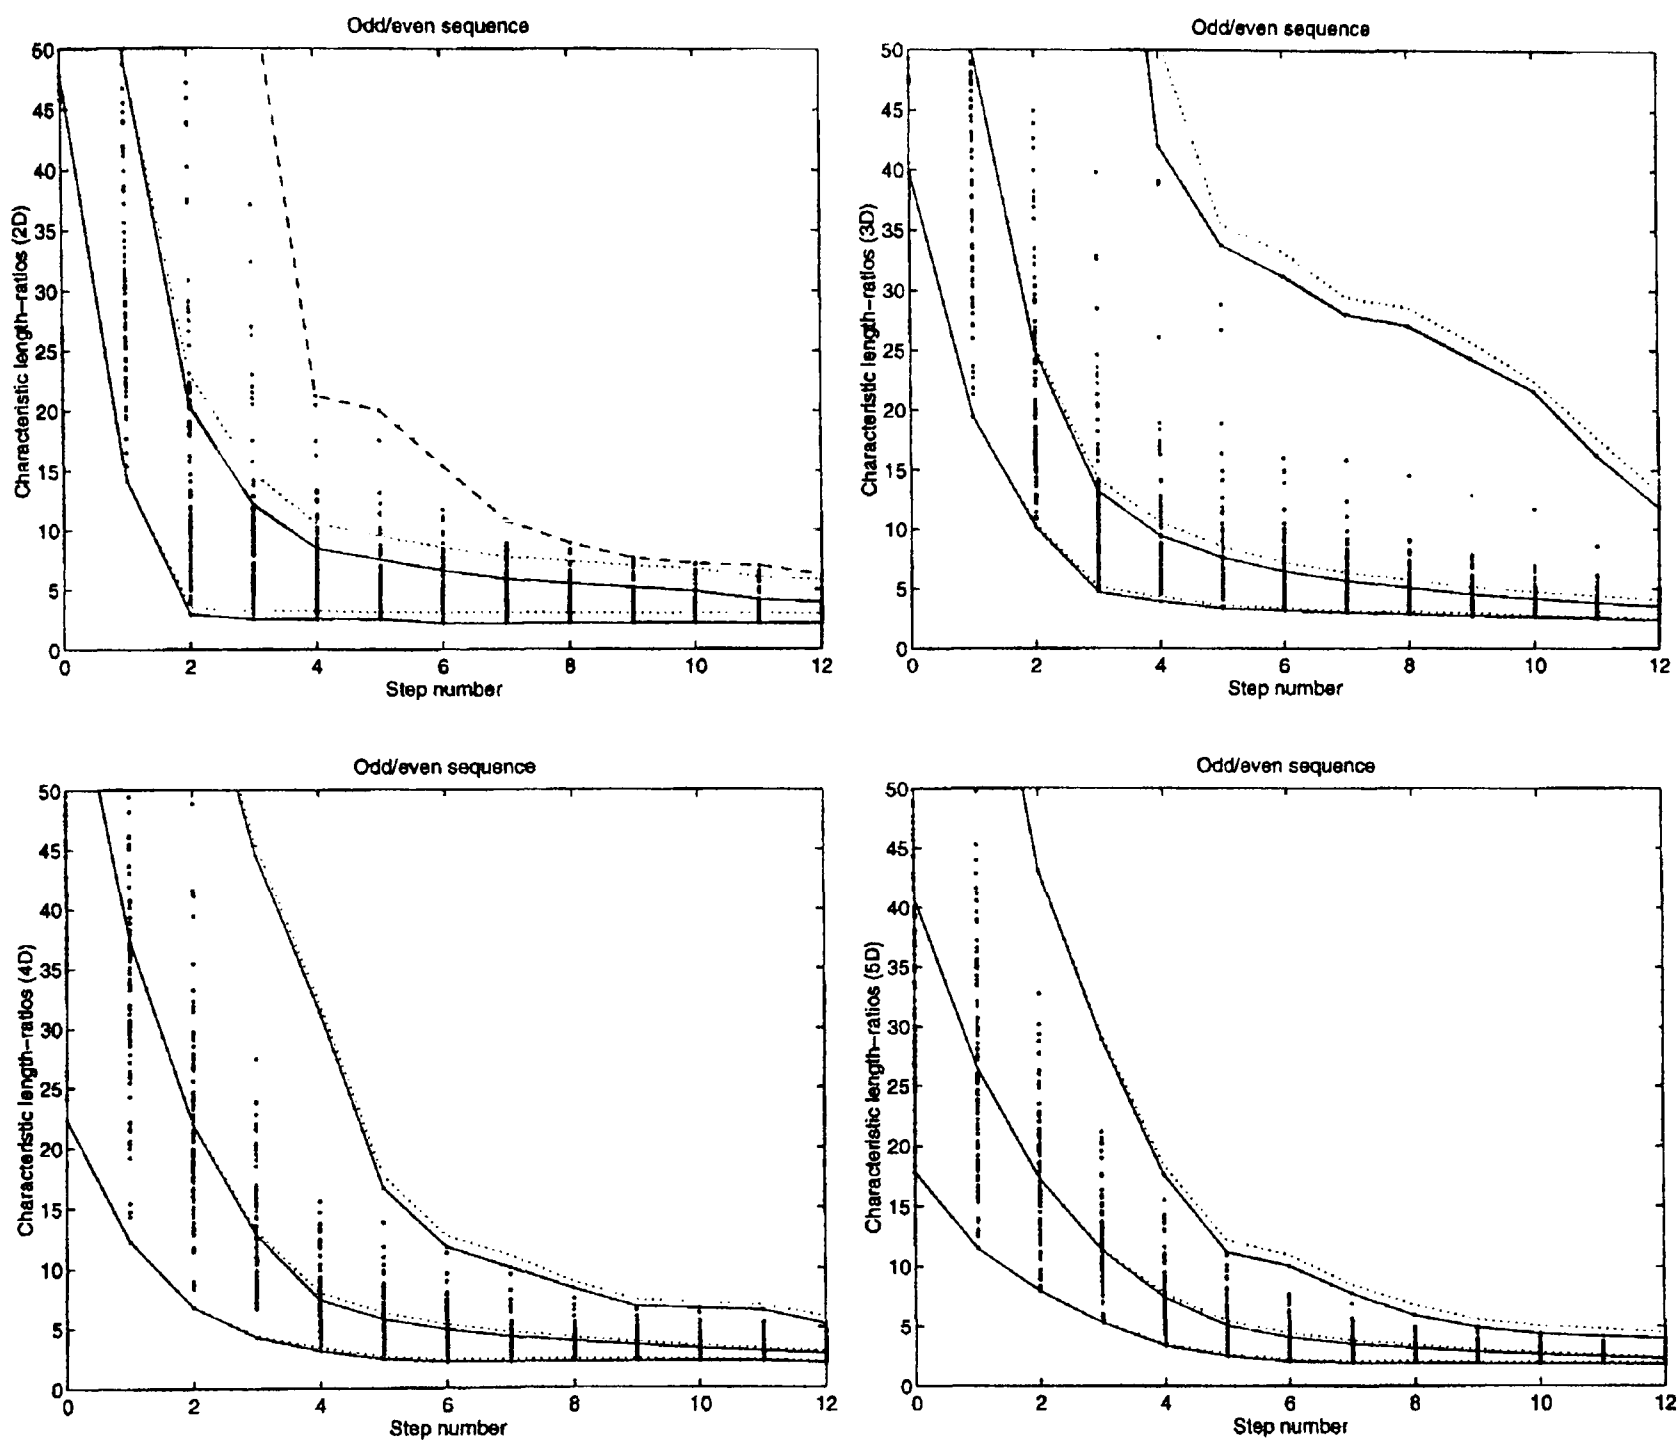 Odd/even sequence
Characteristic length-ratios (2D)
50
45
40
35
30
25
20
15
10
5
0
0 2 4 6 8 10 12
Step number
Odd/even sequence
Characteristic length-ratios (3D)
50
45
40
35
30
25
20
15
10
5
0
0 2 4 6 8 10 12
Step number
Odd/even sequence
Characteristic length-ratios (4D)
50
45
40
35
30
25
20
15
10
5
0
0 2 4 6 8 10 12
Step number
Odd/even sequence
Characteristic length-ratios (5D)
50
45
40
35
30
25
20
15
10
5
0
0 2 4 6 8 10 12
Step number